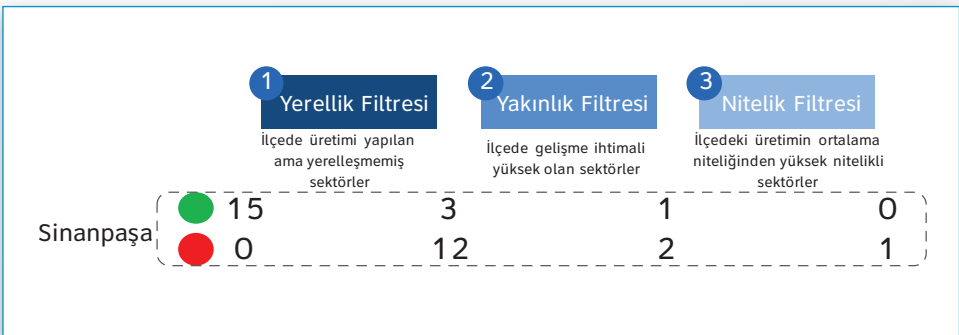 1
Yerellik Filtresi
İlçede üretimi yapılan
ama yerelleşmemiş
sektörler
2
Yakınlık Filtresi
İlçede gelişme ihtimali
yüksek olan sektörler
3
Nitelik Filtresi
İlçedeki üretimin ortalama
niteliğinden yüksek nitelikli
sektörler
Sinanpaşa
15 3 1 0
0 12 2 1